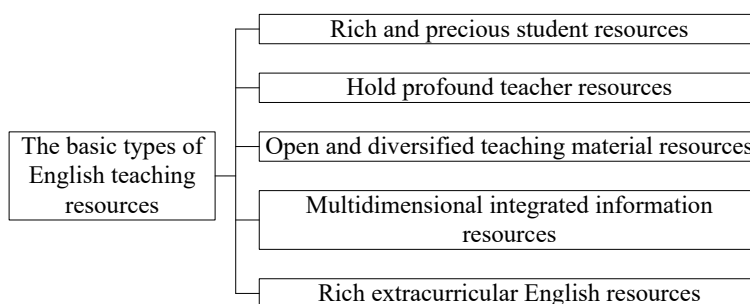 The basic types of
English teaching
resources
Rich and precious student resources
Hold profound teacher resources
Open and diversified teaching material resources
Multidimensional integrated information
resources
Rich extracurricular English resources